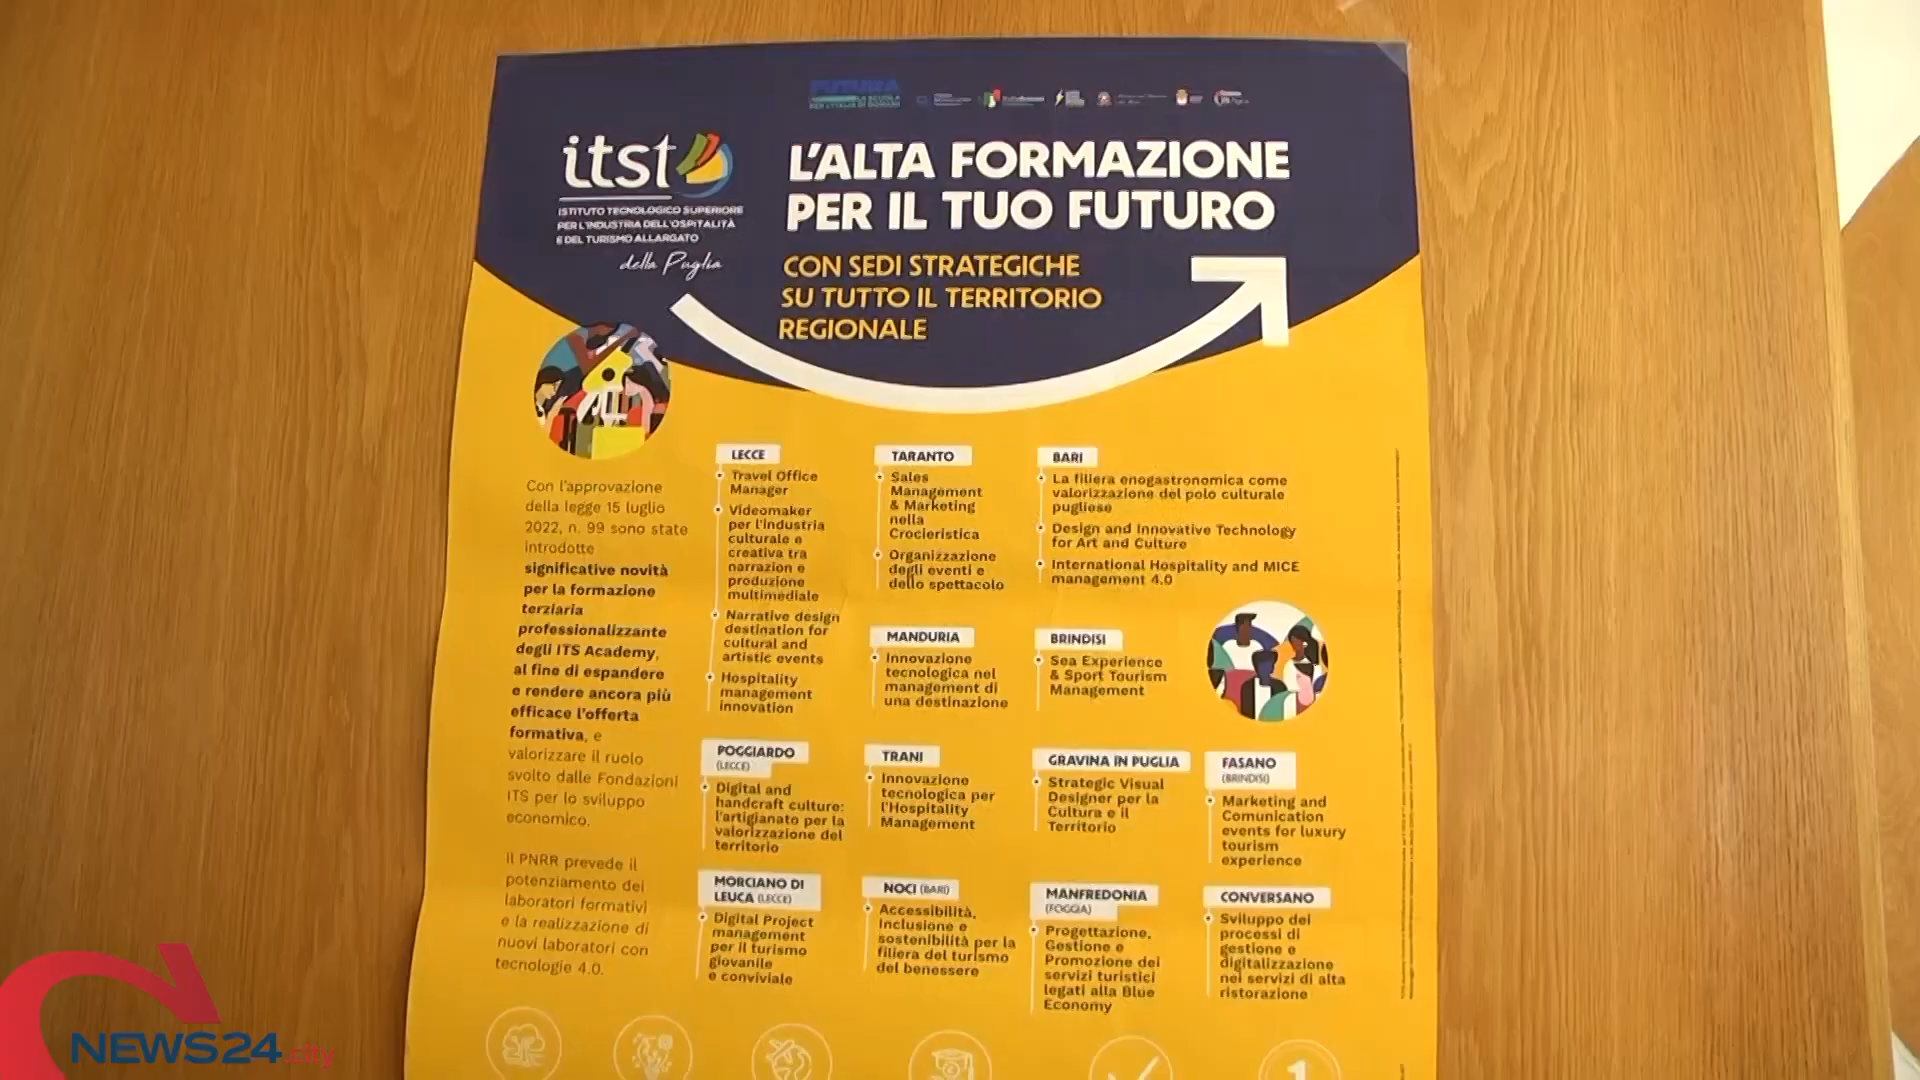 FUTURA
LA SCUOLA
PER L'ITALIA DI DOMANI
itst
ISTITUTO TECNOLOGICO SUPERIORE
PER L'INDUSTRIA DELL'OSPITALITÀ
E DEL TURISMO ALLARGATO
della Puglia
L'ALTA FORMAZIONE
PER IL TUO FUTURO
CON SEDI STRATEGICHE
SU TUTTO IL TERRITORIO
REGIONALE
Con l'approvazione
della legge 15 luglio
2022, n. 99 sono state
introdotte
significative novità
per la formazione
terziaria
professionalizzante
degli ITS Academy,
al fine di espandere
e rendere ancora più
efficace l'offerta
formativa, e
valorizzare il ruolo
svolto dalle Fondazioni
ITS per lo sviluppo
economico.
Il PNRR prevede il
potenziamento dei
laboratori formativi
e la realizzazione di
nuovi laboratori con
tecnologie 4.0.
LECCE
Travel Office
Manager
Videomaker
per l'industria
culturale e
creativa tra
narrazion e
produzione
multimediale
Narrative design
destination for
cultural and
artistic events
Hospitality
management
innovation
TARANTO
Sales
Management
& Marketing
nella
Crocieristica
Organizzazione
degli eventi e
dello spettacolo
BARI
La filiera enogastronomica come
valorizzazione del polo culturale
pugliese
Design and Innovative Technology
for Art and Culture
International Hospitality and MICE
management 4.0
MANDURIA
Innovazione
tecnologica nel
management di
una destinazione
BRINDISI
Sea Experience
& Sport Tourism
Management
POGGIARDO
(LECCE)
Digital and
handcraft culture:
l'artigianato per la
valorizzazione del
territorio
TRANI
Innovazione
tecnologica per
l'Hospitality
Management
GRAVINA IN PUGLIA
Strategic Visual
Designer per la
Cultura e il
Territorio
FASANO
(BRINDISI)
Marketing and
Comunication
events for luxury
tourism
experience
MORCIANO DI
LEUCA (LECCE)
Digital Project
management
per il turismo
giovanile
e conviviale
NOCI (BARI)
Accessibilità,
Inclusione e
sostenibilità per la
filiera del turismo
del benessere
MANFREDONIA
(FOGGIA)
Progettazione,
Gestione e
Promozione dei
servizi turistici
legati alla Blue
Economy
CONVERSANO
Sviluppo dei
processi di
gestione e
digitalizzazione
nei servizi di alta
ristorazione
1
NEWS24.city